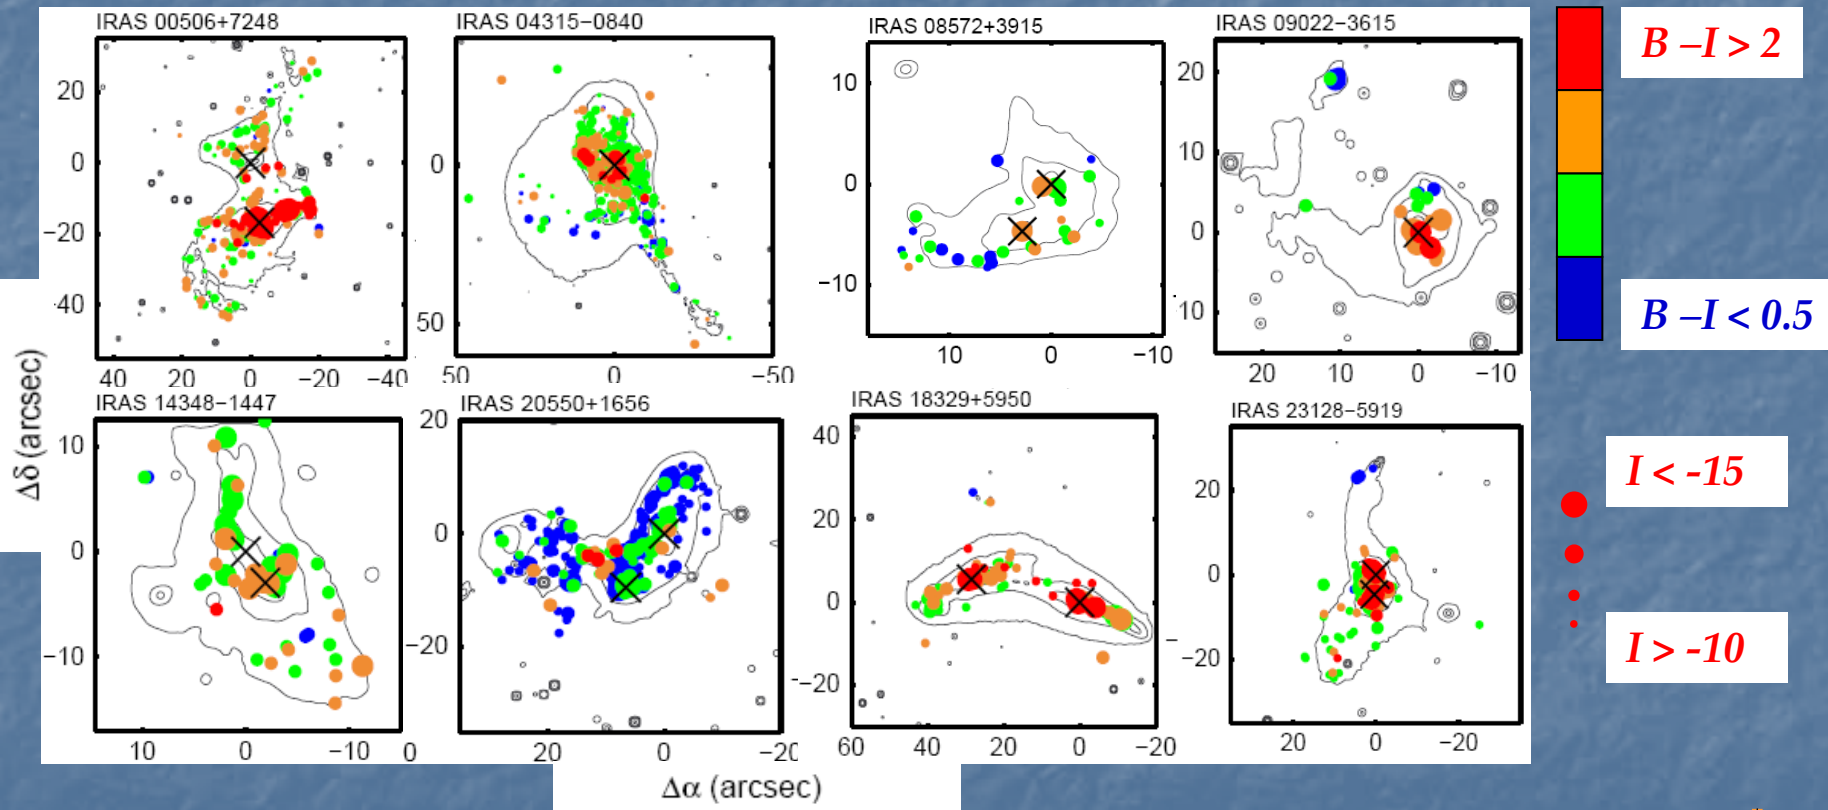 IRAS 00506+7248
IRAS 04315−0840
IRAS 08572+3915
IRAS 09022−3615
20
0
−20
-40
40 20 0 −20 −40
0
50
50 0 −50
10
0
−10
10 0 −10
20
10
0
10
20 10 0 −10
B –I > 2
B –I < 0.5
I < -15
I > -10
Δδ (arcsec)
IRAS 14348−1447
IRAS 20550+1656
IRAS 18329+5950
IRAS 23128−5919
10
0
−10
10 0 −10 0
20
0
−20
20 0 −20
40
20
0
−20
60 40 20 0 −20
20
0
−20
20 0 −20
Δα (arcsec)